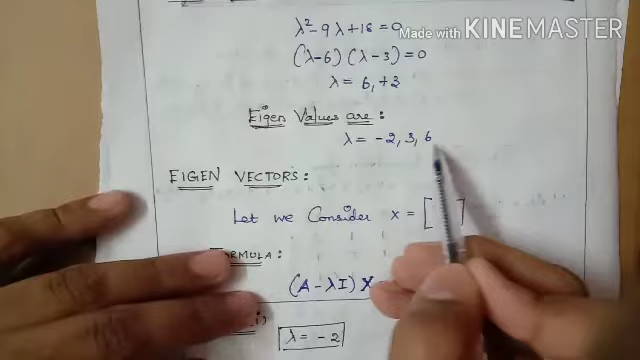 λ² - 9λ + 18 = 0
Made with KINEMASTER
(λ-6) (λ-3) = 0
λ = 6, +3
Eigen Values are:
λ = -2, 3, 6
EIGEN VECTORS:
Let we Consider x = [ ]
(A - λI) X
λ = -2